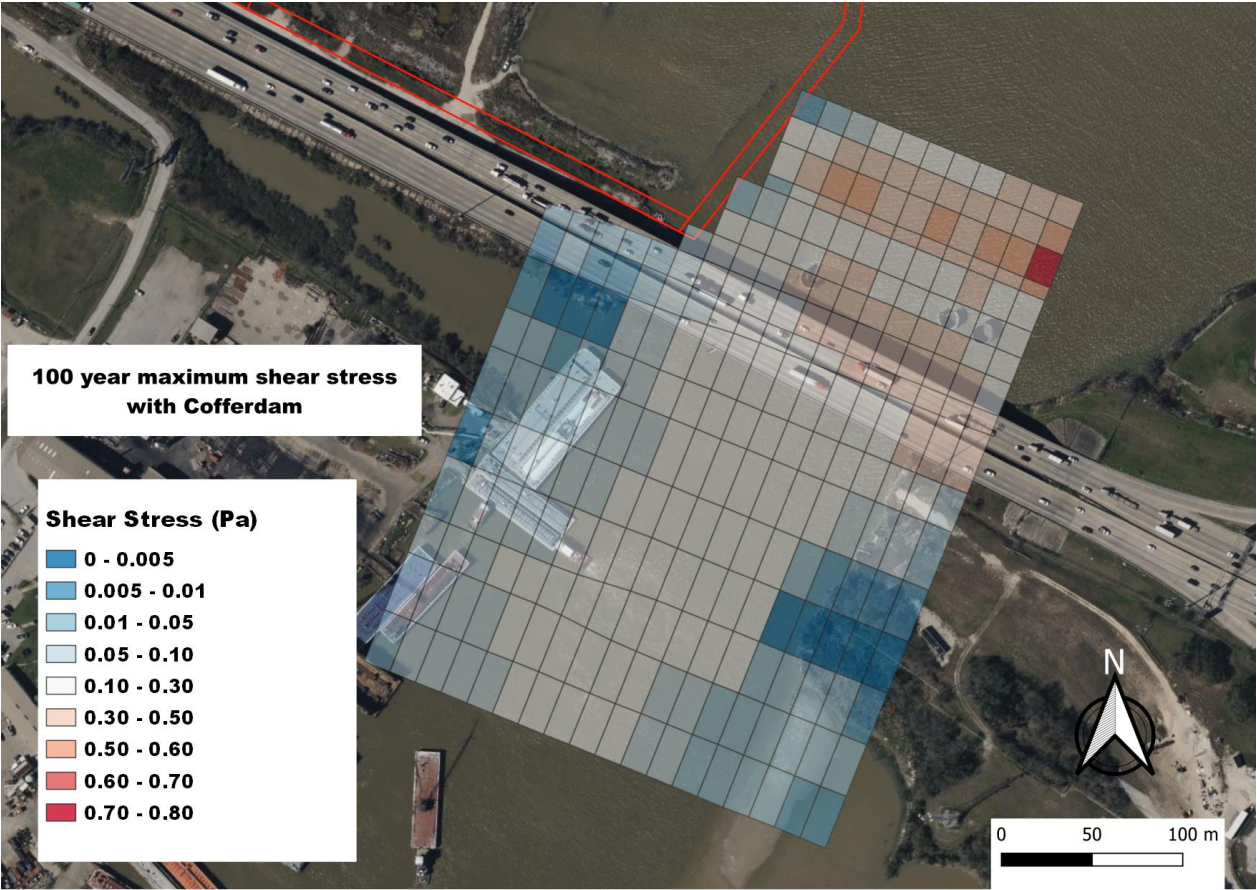 100 year maximum shear stress
with Cofferdam
Shear Stress (Pa)
0 - 0.005
0.005 - 0.01
0.01 - 0.05
0.05 - 0.10
0.10 - 0.30
0.30 - 0.50
0.50 - 0.60
0.60 - 0.70
0.70 - 0.80
N
0 50 100 m